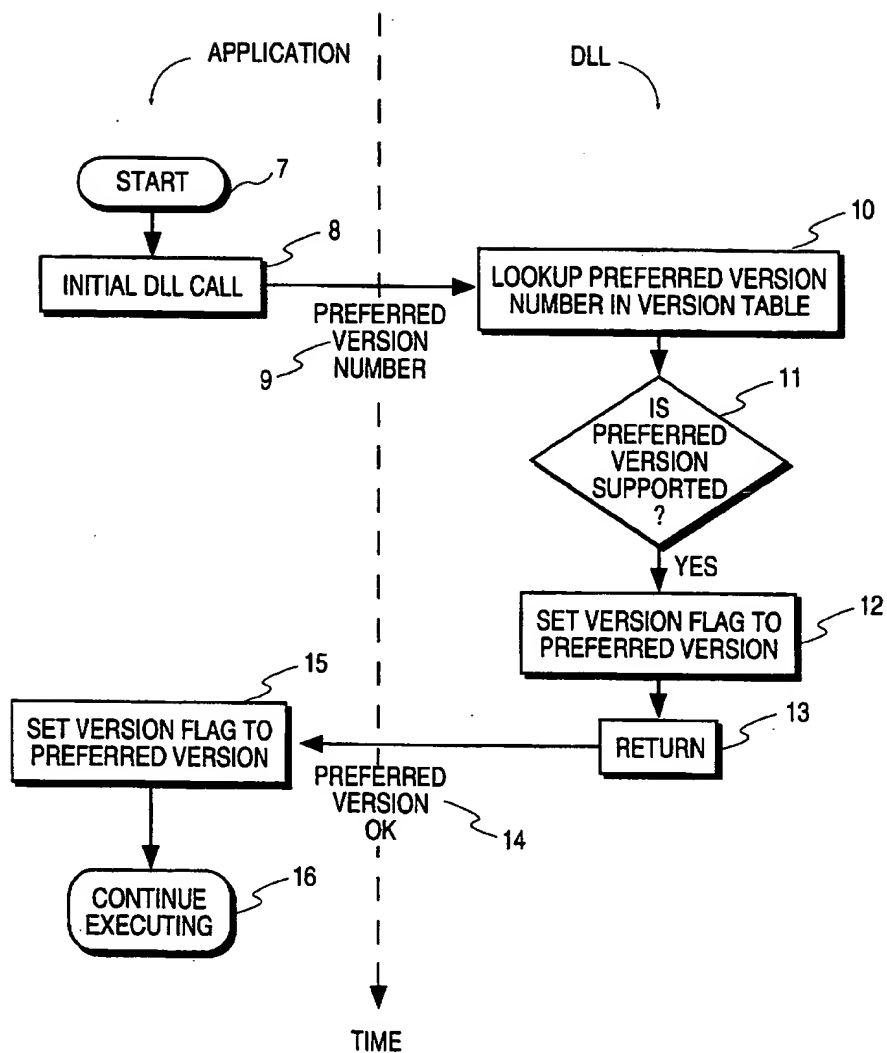 APPLICATION
DLL
START
7
INITIAL DLL CALL
8
PREFERRED
VERSION
NUMBER
9
LOOKUP PREFERRED VERSION
NUMBER IN VERSION TABLE
10
IS
PREFERRED
VERSION
SUPPORTED
?
11
YES
SET VERSION FLAG TO
PREFERRED VERSION
12
RETURN
13
PREFERRED
VERSION
OK
14
SET VERSION FLAG TO
PREFERRED VERSION
15
CONTINUE
EXECUTING
16
TIME